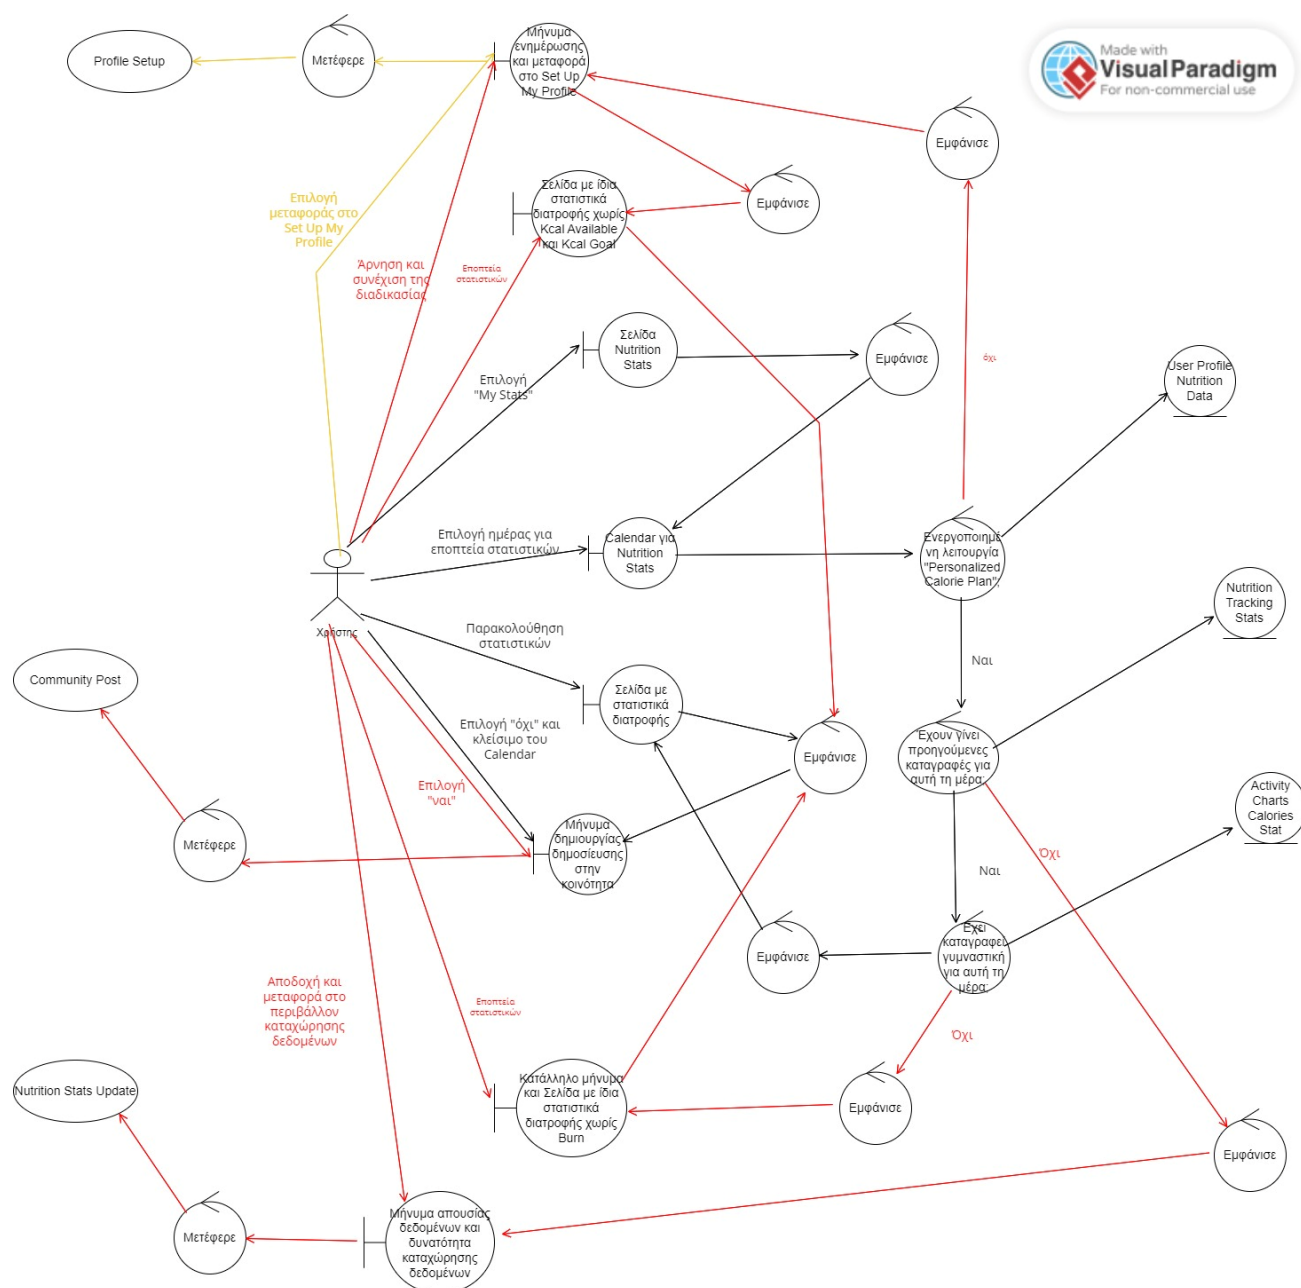 Made with
Visual Paradigm
For non-commercial use
Profile Setup
Μετέφερε
Μήνυμα
ενημέρωσης
και μεταφορά
στο Set Up
My Profile
Εμφάνισε
Επιλογή
μεταφοράς στο
Set Up My
Profile
Σελίδα με ίδια
στατιστικά
διατροφής χωρίς
Kcal Available
και Kcal Goal
Εμφάνισε
Άρνηση και
συνέχιση της
διαδικασίας
Εποπτεία
στατιστικών
Σελίδα
Nutrition
Stats
Εμφάνισε
όχι
User Profile
Nutrition
Data
Επιλογή
"My Stats"
Επιλογή ημέρας για
εποπτεία στατιστικών
Calendar για
Nutrition
Stats
Ενεργοποιημέ
νη λειτουργία
"Personalized
Calorie Plan";
Nutrition
Tracking
Stats
Χρήστης
Παρακολούθηση
στατιστικών
Ναι
Community Post
Σελίδα με
στατιστικά
διατροφής
Επιλογή "όχι" και
κλείσιμο του
Calendar
Εμφάνισε
Έχουν γίνει
προηγούμενες
καταγραφές για
αυτή τη μέρα;
Επιλογή
"ναι"
Activity
Charts
Calories
Stat
Μετέφερε
Μήνυμα
δημιουργίας
δημοσίευσης
στην
κοινότητα
Όχι
Ναι
Εμφάνισε
Έχει
καταγραφεί
γυμναστική
για αυτή τη
μέρα;
Αποδοχή και
μεταφορά στο
περιβάλλον
καταχώρησης
δεδομένων
Εποπτεία
στατιστικών
Όχι
Nutrition Stats Update
Κατάλληλο μήνυμα
και Σελίδα με ίδια
στατιστικά
διατροφής χωρίς
Burn
Εμφάνισε
Εμφάνισε
Μετέφερε
Μήνυμα απουσίας
δεδομένων και
δυνατότητα
καταχώρησης
δεδομένων